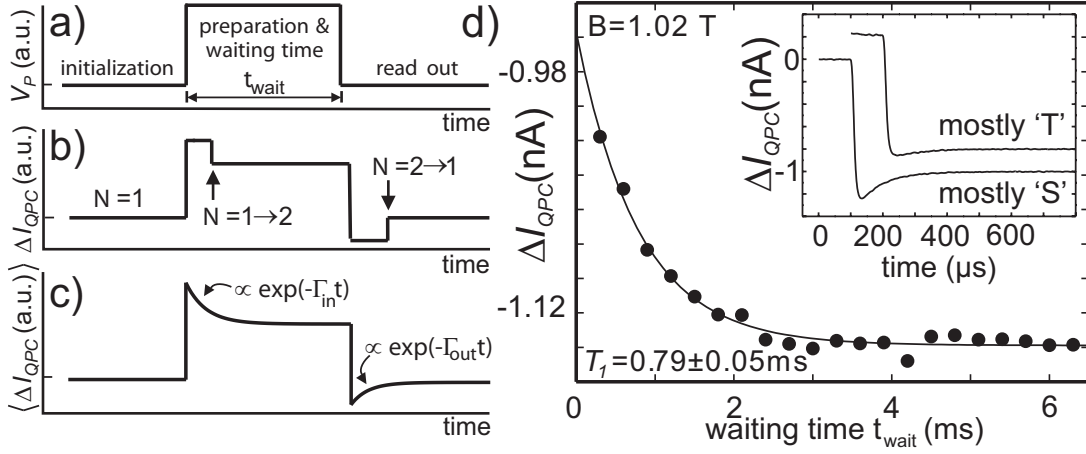 a)
V_P (a.u.)
initialization
preparation &
waiting time
t_wait
read out
time
b)
ΔI_QPC (a.u.)
N =1
N =1→2
N =2→1
time
c)
⟨ΔI_QPC (a.u.)⟩
∝ exp(-Γ_in t)
∝ exp(-Γ_out t)
time
d)
B=1.02 T
-0.98
-1.12
ΔI_QPC(nA)
T_1=0.79±0.05ms
0
2
4
6
waiting time t_wait (ms)
0
-1
ΔI_QPC(nA)
mostly ‘T’
mostly ‘S’
0
200
400
600
time (µs)